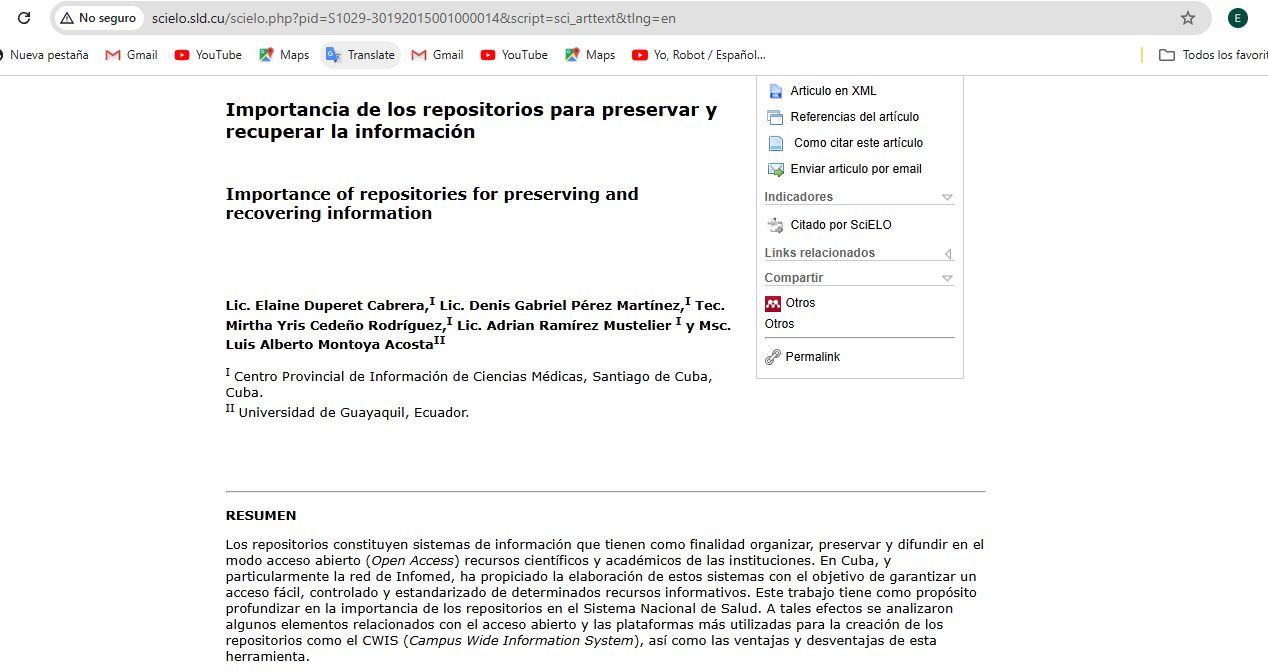 No seguro
scielo.sld.cu/scielo.php?pid=S1029-30192015001000014&script=sci_arttext&tlng=en
E
Nueva pestaña
Gmail
YouTube
Maps
Translate
Gmail
YouTube
Maps
Yo, Robot / Español...
Todos los favorit
Importancia de los repositorios para preservar y
recuperar la información
Importance of repositories for preserving and
recovering information
Lic. Elaine Duperet Cabrera,I Lic. Denis Gabriel Pérez Martínez,I Tec.
Mirtha Yris Cedeño Rodríguez,I Lic. Adrian Ramírez Mustelier I y Msc.
Luis Alberto Montoya AcostaII
I Centro Provincial de Información de Ciencias Médicas, Santiago de Cuba,
Cuba.
II Universidad de Guayaquil, Ecuador.
Articulo en XML
Referencias del artículo
Como citar este artículo
Enviar articulo por email
Indicadores
Citado por SciELO
Links relacionados
Compartir
Otros
Otros
Permalink
RESUMEN
Los repositorios constituyen sistemas de información que tienen como finalidad organizar, preservar y difundir en el
modo acceso abierto (Open Access) recursos científicos y académicos de las instituciones. En Cuba, y
particularmente la red de Infomed, ha propiciado la elaboración de estos sistemas con el objetivo de garantizar un
acceso fácil, controlado y estandarizado de determinados recursos informativos. Este trabajo tiene como propósito
profundizar en la importancia de los repositorios en el Sistema Nacional de Salud. A tales efectos se analizaron
algunos elementos relacionados con el acceso abierto y las plataformas más utilizadas para la creación de los
repositorios como el CWIS (Campus Wide Information System), así como las ventajas y desventajas de esta
herramienta.